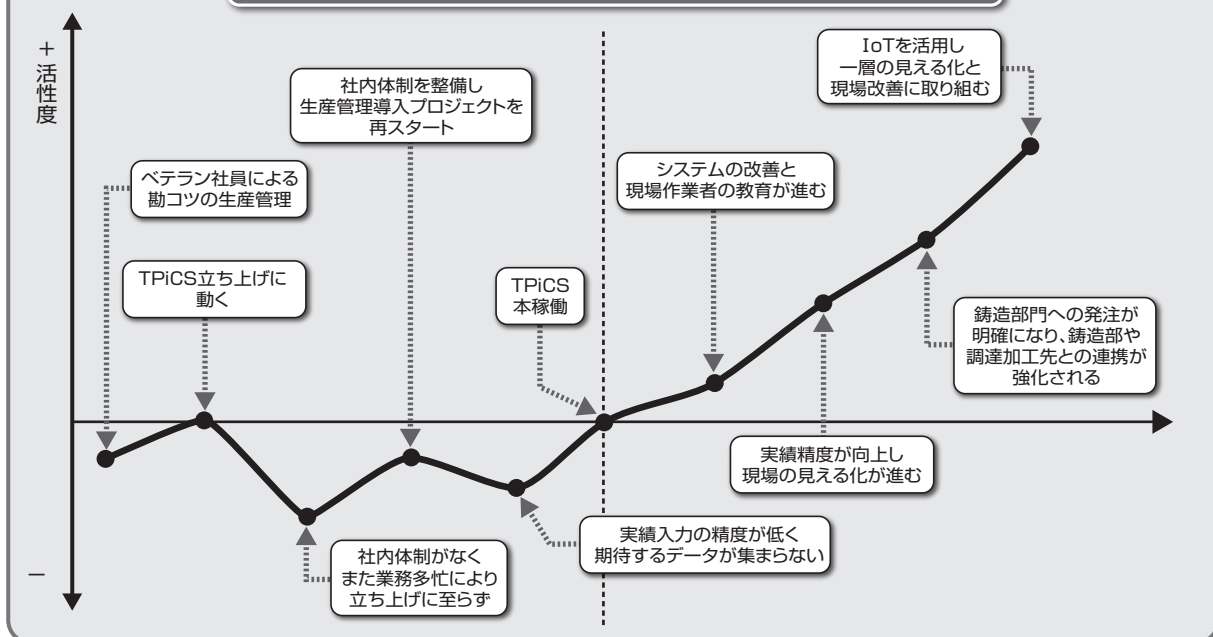 +
活性度
−
ベテラン社員による
勘コツの生産管理
TPiCS立ち上げに
動く
社内体制がなく
また業務多忙により
立ち上げに至らず
社内体制を整備し
生産管理導入プロジェクトを
再スタート
実績入力の精度が低く
期待するデータが集まらない
TPiCS
本稼働
システムの改善と
現場作業者の教育が進む
実績精度が向上し
現場の見える化が進む
鋳造部門への発注が
明確になり、鋳造部や
調達加工先との連携が
強化される
IoTを活用し
一層の見える化と
現場改善に取り組む